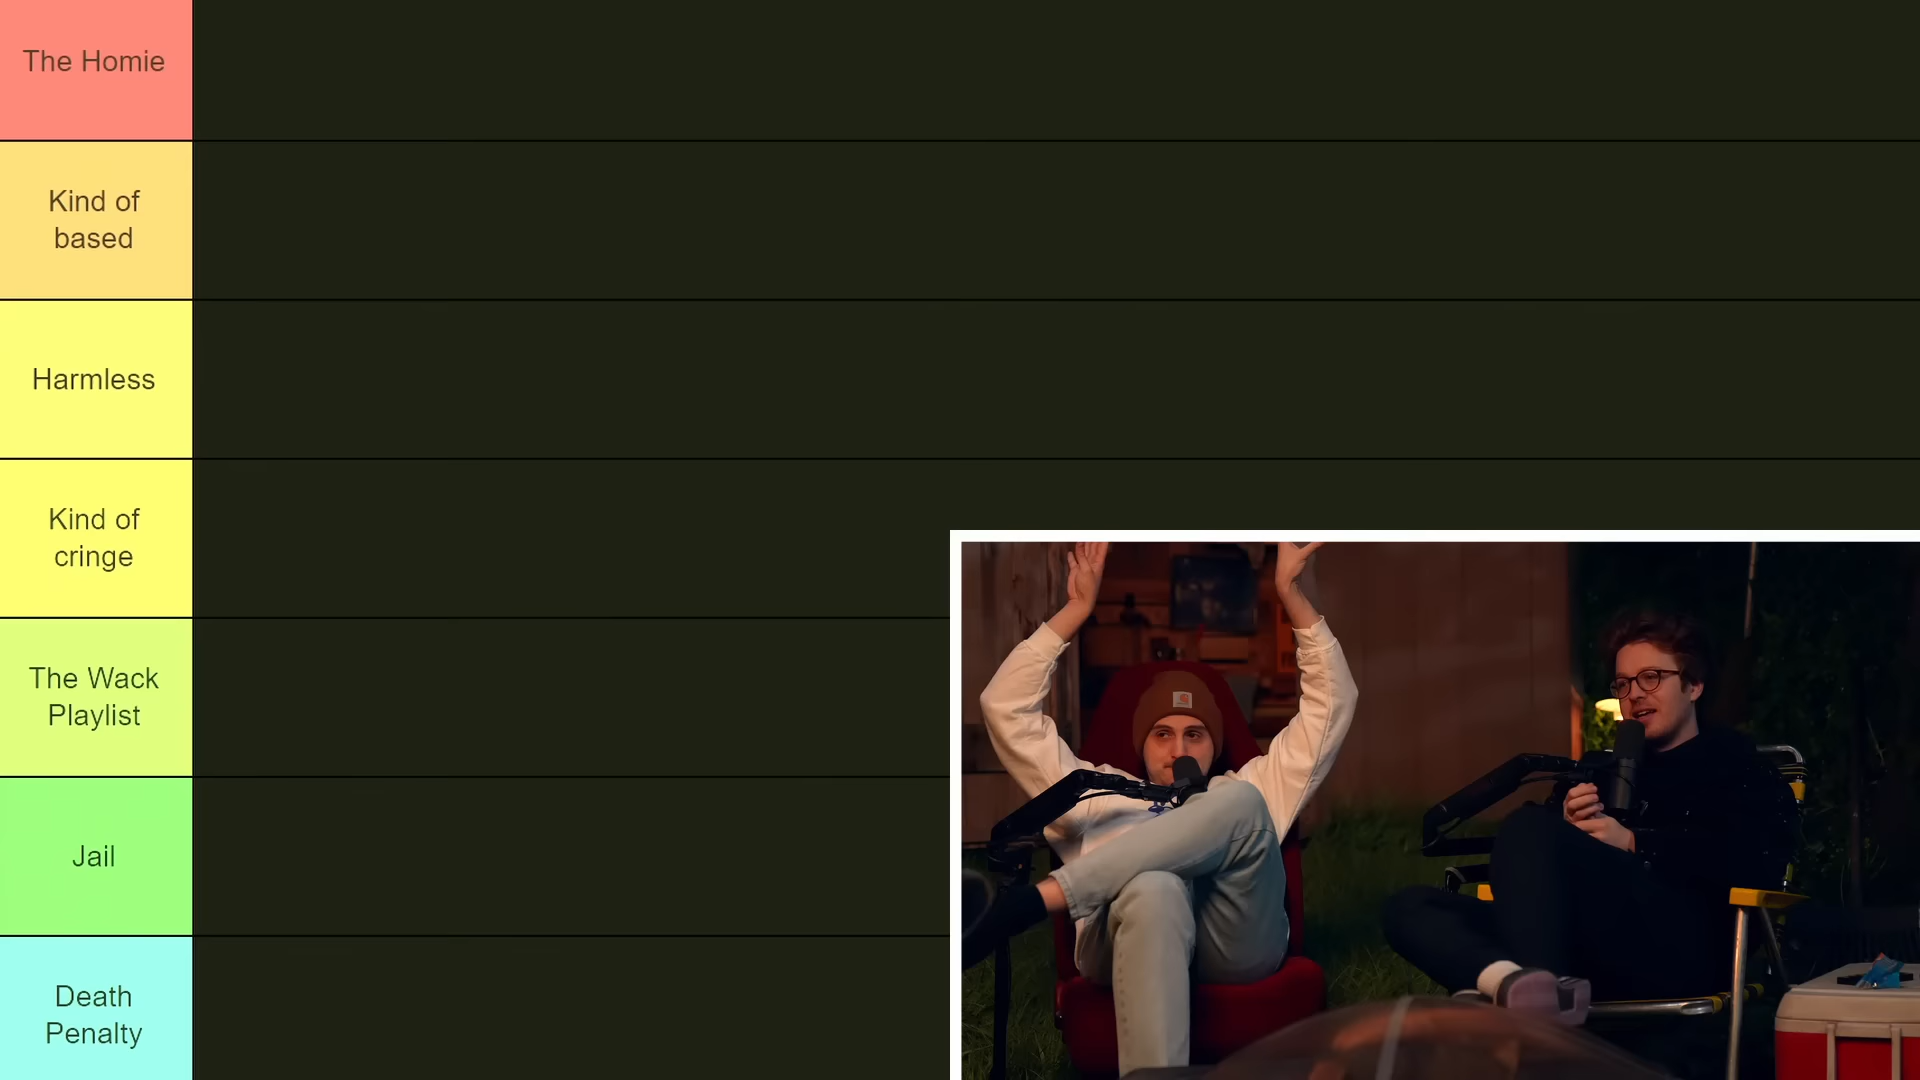 The Homie
Kind of
based
Harmless
Kind of
cringe
The Wack
Playlist
Jail
Death
Penalty